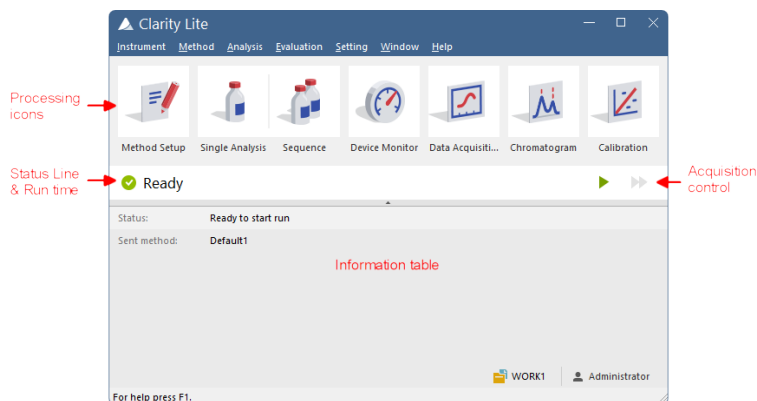 Clarity Lite
Instrument Method Analysis Evaluation Setting Window Help
Processing
icons
Method Setup Single Analysis Sequence Device Monitor Data Acquisiti... Chromatogram Calibration
Status Line
& Run time
Ready
Acquisition
control
Status: Ready to start run
Sent method: Default1
Information table
WORK1 Administrator
For help press F1.